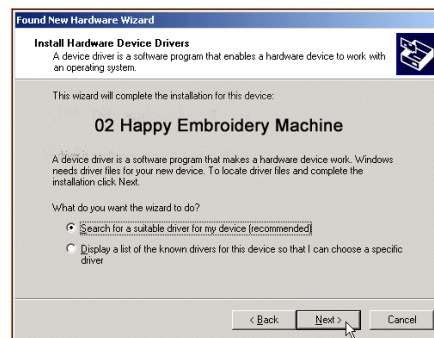 Found New Hardware Wizard
Install Hardware Device Drivers
A device driver is a software program that enables a hardware device to work with
an operating system.
This wizard will complete the installation for this device:
02 Happy Embroidery Machine
A device driver is a software program that makes a hardware device work. Windows
needs driver files for your new device. To locate driver files and complete the
installation click Next.
What do you want the wizard to do?
Search for a suitable driver for my device (recommended)
Display a list of the known drivers for this device so that I can choose a specific
driver
< Back
Next >
Cancel